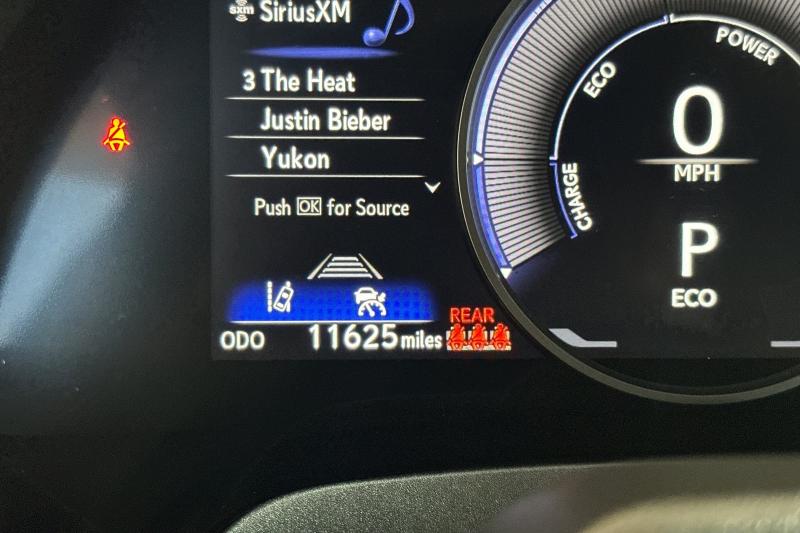 sxm SiriusXM
3 The Heat
Justin Bieber
Yukon
Push OK for Source
ODO 11625 miles
REAR
POWER
ECO
CHARGE
0
MPH
P
ECO